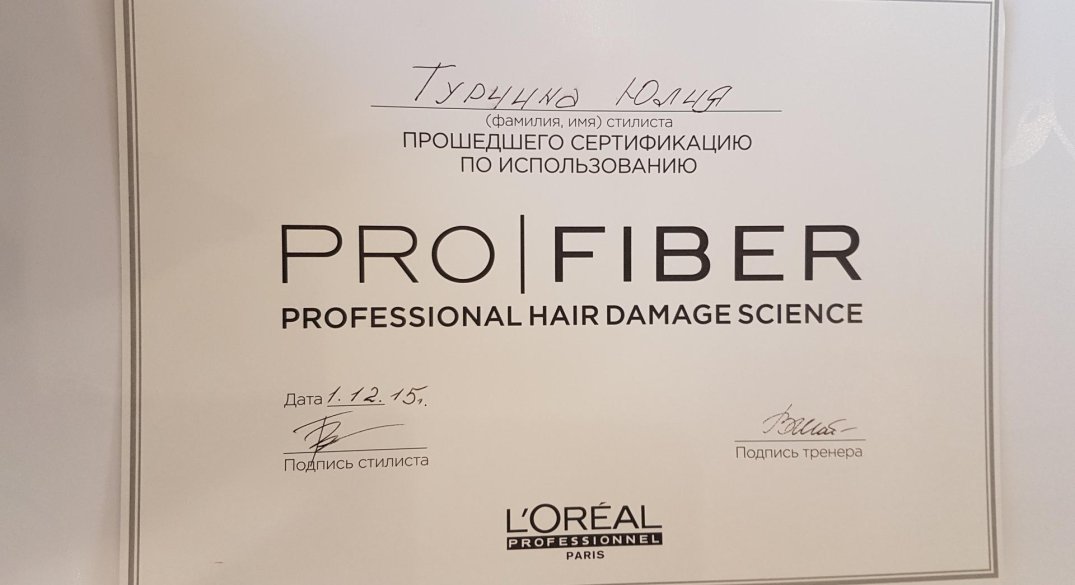 Турчина Юлия
(фамилия, имя) стилиста
ПРОШЕДШЕГО СЕРТИФИКАЦИЮ
ПО ИСПОЛЬЗОВАНИЮ
PRO|FIBER
PROFESSIONAL HAIR DAMAGE SCIENCE
Дата 1.12.15г.
Подпись стилиста
Подпись тренера
L'ORÉAL
PROFESSIONNEL
PARIS